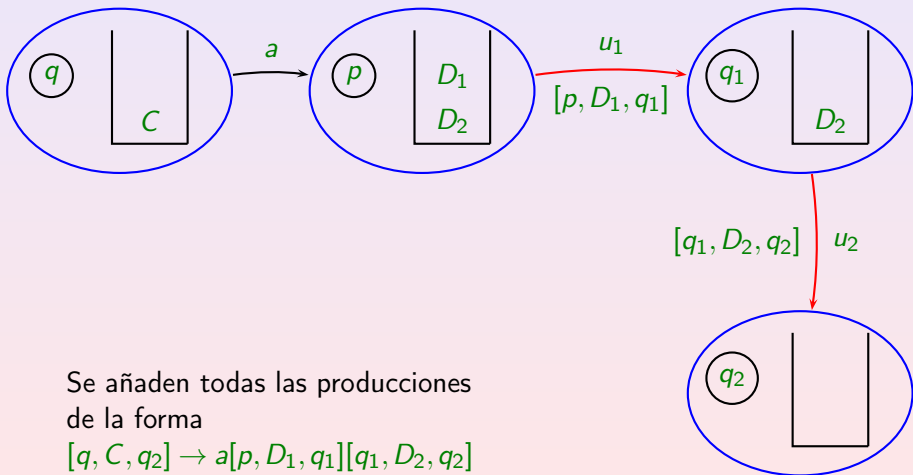 q
C
a
p
D₁
D₂
u₁
[p, D₁, q₁]
q₁
D₂
[q₁, D₂, q₂]
u₂
q₂
Se añaden todas las producciones
de la forma
[q, C, q₂] → a[p, D₁, q₁][q₁, D₂, q₂]